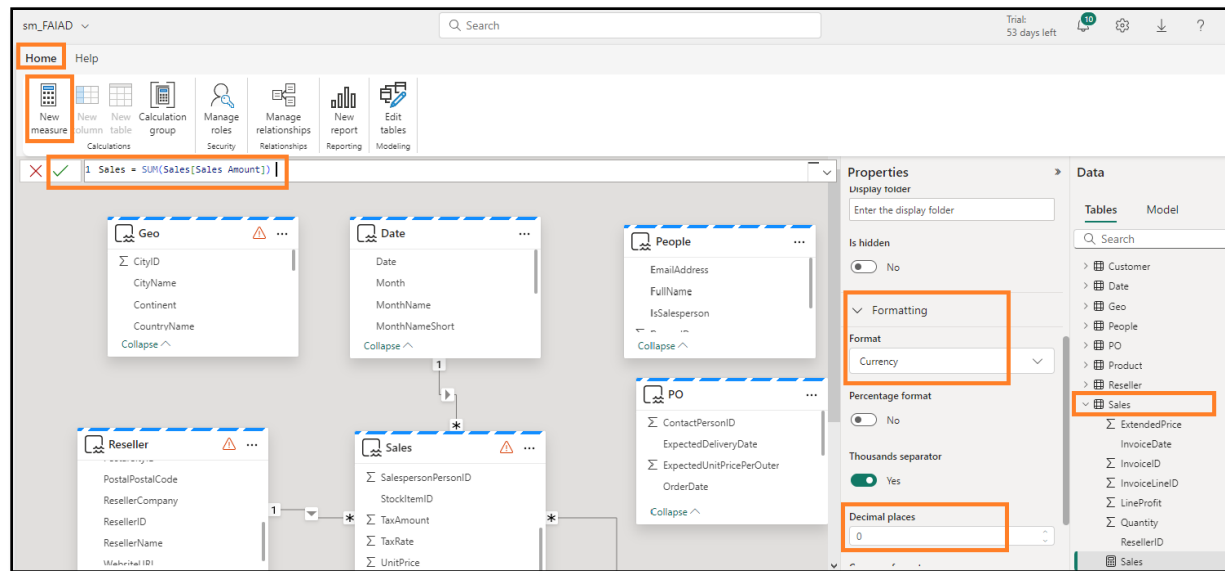 sm_FAIAD
Search
Trial:
53 days left
10
?
Home
Help
New
measure
New
column
New
table
Calculation
group
Manage
roles
Manage
relationships
New
report
Edit
tables
Calculations
Security
Relationships
Reporting
Modeling
1 Sales = SUM(Sales[Sales Amount])
Geo
CityID
CityName
Continent
CountryName
Collapse
Date
Date
Month
MonthName
MonthNameShort
Collapse
People
EmailAddress
FullName
IsSalesperson
Collapse
PO
ContactPersonID
ExpectedDeliveryDate
ExpectedUnitPricePerOuter
OrderDate
Collapse
1
*
Reseller
PostalPostalCode
ResellerCompany
ResellerID
ResellerName
WebsiteURL
1
*
Sales
SalespersonPersonID
StockItemID
TaxAmount
TaxRate
UnitPrice
*
Properties
Display folder
Enter the display folder
Is hidden
No
Formatting
Format
Currency
Percentage format
No
Thousands separator
Yes
Decimal places
0
Data
Tables
Model
Search
Customer
Date
Geo
People
PO
Product
Reseller
Sales
ExtendedPrice
InvoiceDate
InvoiceID
InvoiceLineID
LineProfit
Quantity
ResellerID
Sales